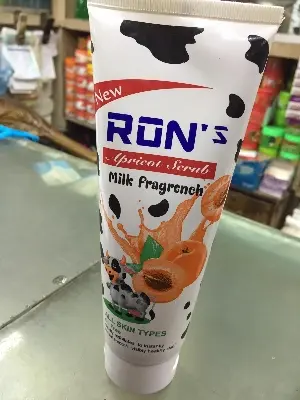 New
RON's
Apricot Scrub
Milk Fragrench
ALL SKIN TYPES